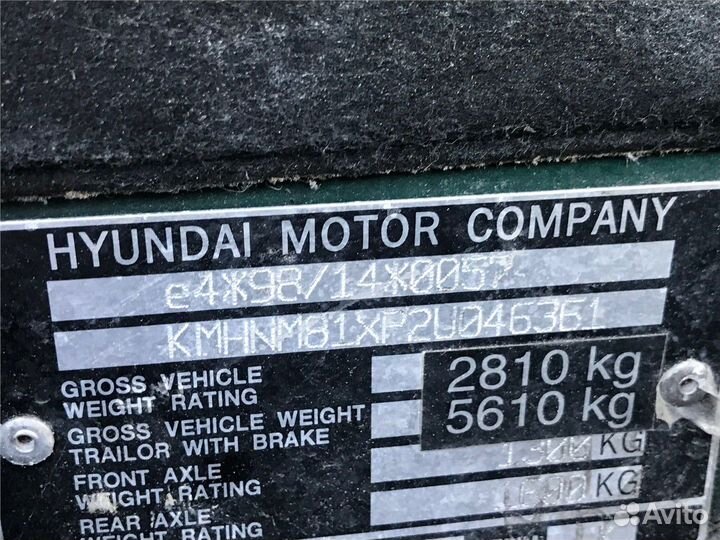 HYUNDAI MOTOR COMPANY
e4*98/14*0057
KMHNM81XP2U046361
GROSS VEHICLE
WEIGHT RATING
2810 kg
GROSS VEHICLE WEIGHT
TRAILOR WITH BRAKE
5610 kg
FRONT AXLE
WEIGHT RATING
1300 KG
REAR AXLE
WEIGHT RATING
KG
Avito